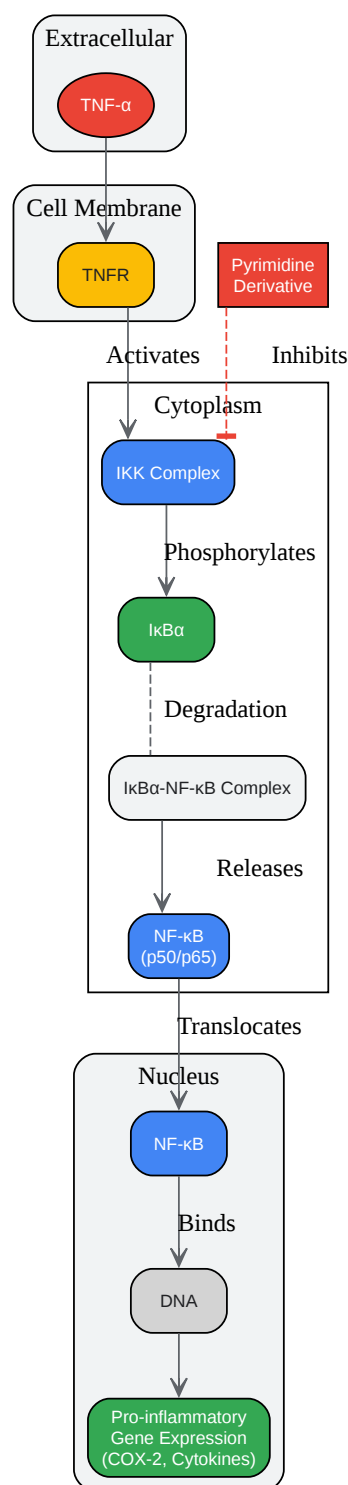 Extracellular
TNF-α
Cell Membrane
TNFR
Pyrimidine
Derivative
Activates
Inhibits
Cytoplasm
IKK Complex
Phosphorylates
IκBα
Degradation
IκBα-NF-κB Complex
Releases
NF-κB
(p50/p65)
Translocates
Nucleus
NF-κB
Binds
DNA
Pro-inflammatory
Gene Expression
(COX-2, Cytokines)